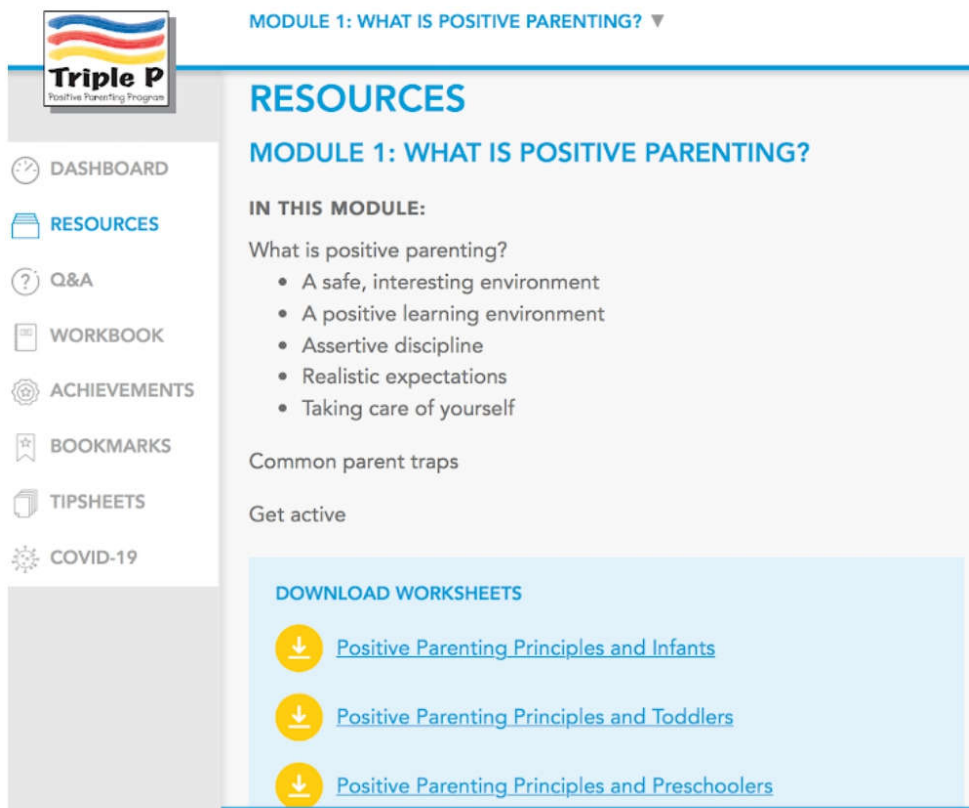 MODULE 1: WHAT IS POSITIVE PARENTING? ▼
Triple P
Positive Parenting Program
DASHBOARD
RESOURCES
Q&A
WORKBOOK
ACHIEVEMENTS
BOOKMARKS
TIPSHEETS
COVID-19
RESOURCES
MODULE 1: WHAT IS POSITIVE PARENTING?
IN THIS MODULE:
What is positive parenting?
• A safe, interesting environment
• A positive learning environment
• Assertive discipline
• Realistic expectations
• Taking care of yourself
Common parent traps
Get active
DOWNLOAD WORKSHEETS
Positive Parenting Principles and Infants
Positive Parenting Principles and Toddlers
Positive Parenting Principles and Preschoolers